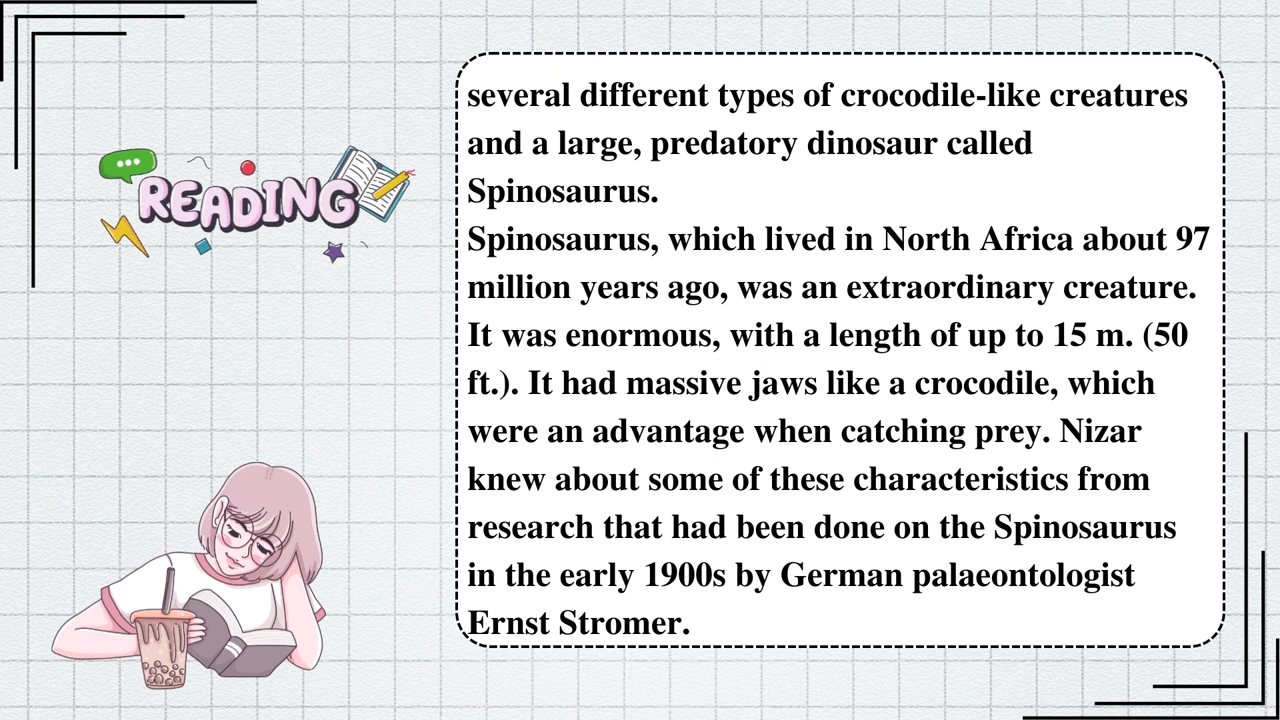 READING
several different types of crocodile-like creatures
and a large, predatory dinosaur called
Spinosaurus.
Spinosaurus, which lived in North Africa about 97
million years ago, was an extraordinary creature.
It was enormous, with a length of up to 15 m. (50
ft.). It had massive jaws like a crocodile, which
were an advantage when catching prey. Nizar
knew about some of these characteristics from
research that had been done on the Spinosaurus
in the early 1900s by German palaeontologist
Ernst Stromer.